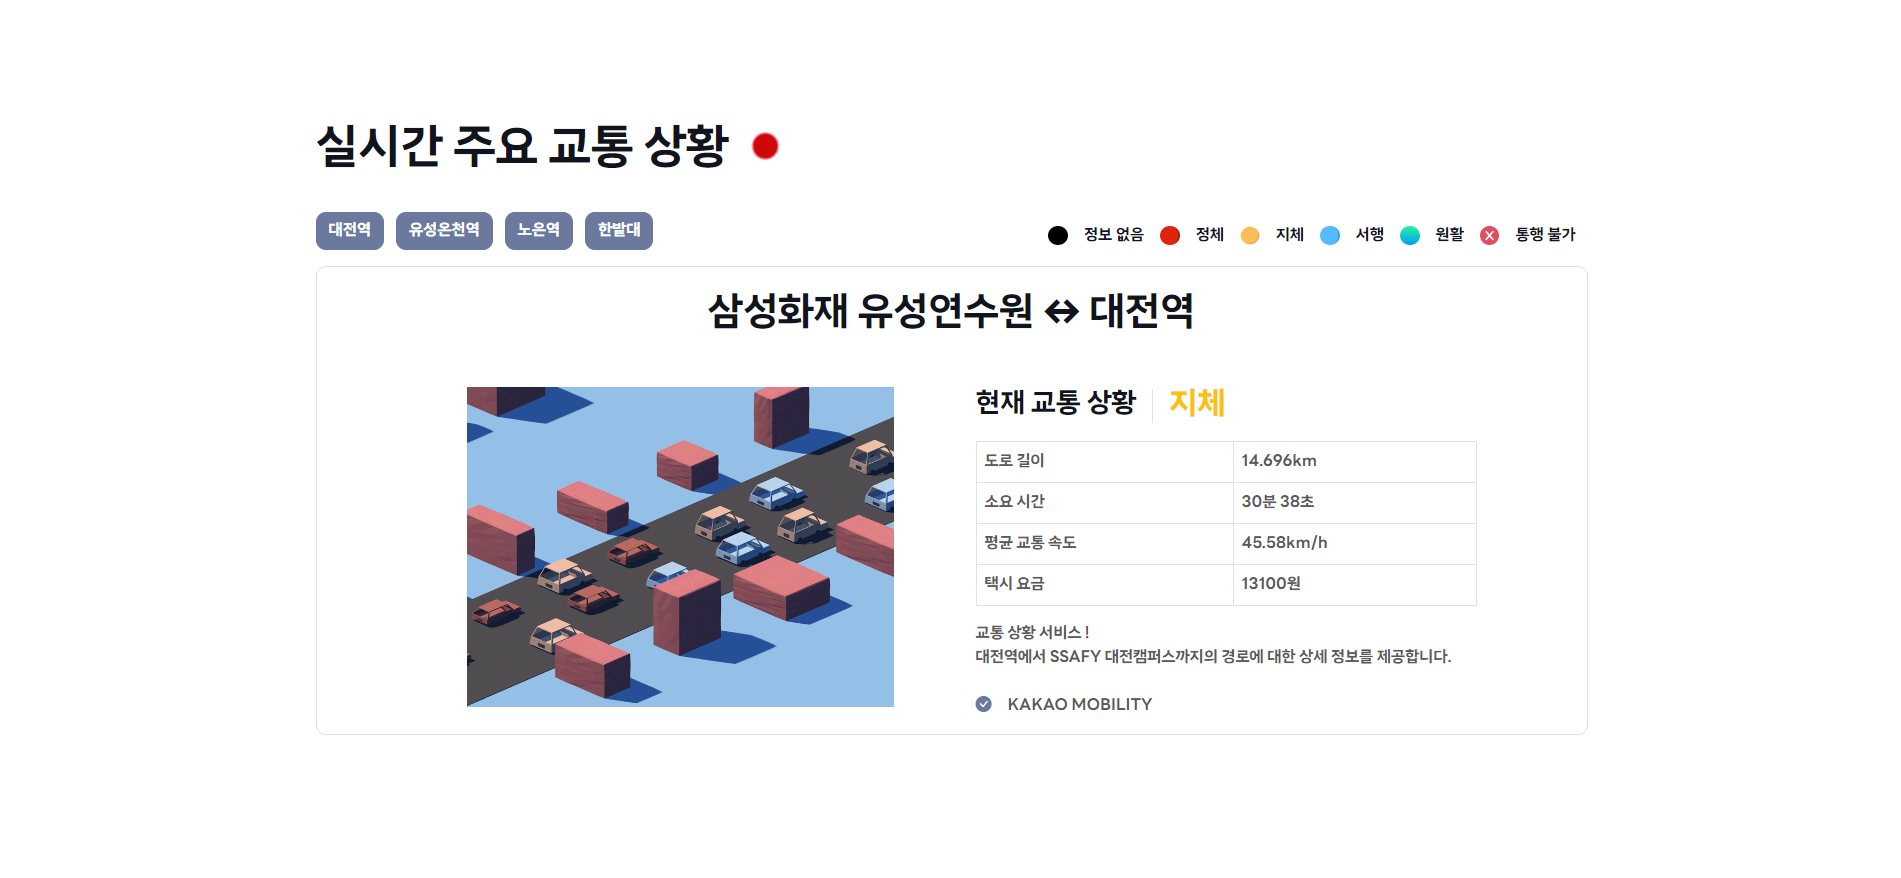 실시간 주요 교통 상황
대전역 유성온천역 노은역 한밭대
정보 없음 정체 지체 서행 원활 통행 불가
삼성화재 유성연수원 ↔ 대전역
현재 교통 상황 지체
도로 길이 14.696km
소요 시간 30분 38초
평균 교통 속도 45.58km/h
택시 요금 13100원
교통 상황 서비스 !
대전역에서 SSAFY 대전캠퍼스까지의 경로에 대한 상세 정보를 제공합니다.
KAKAO MOBILITY